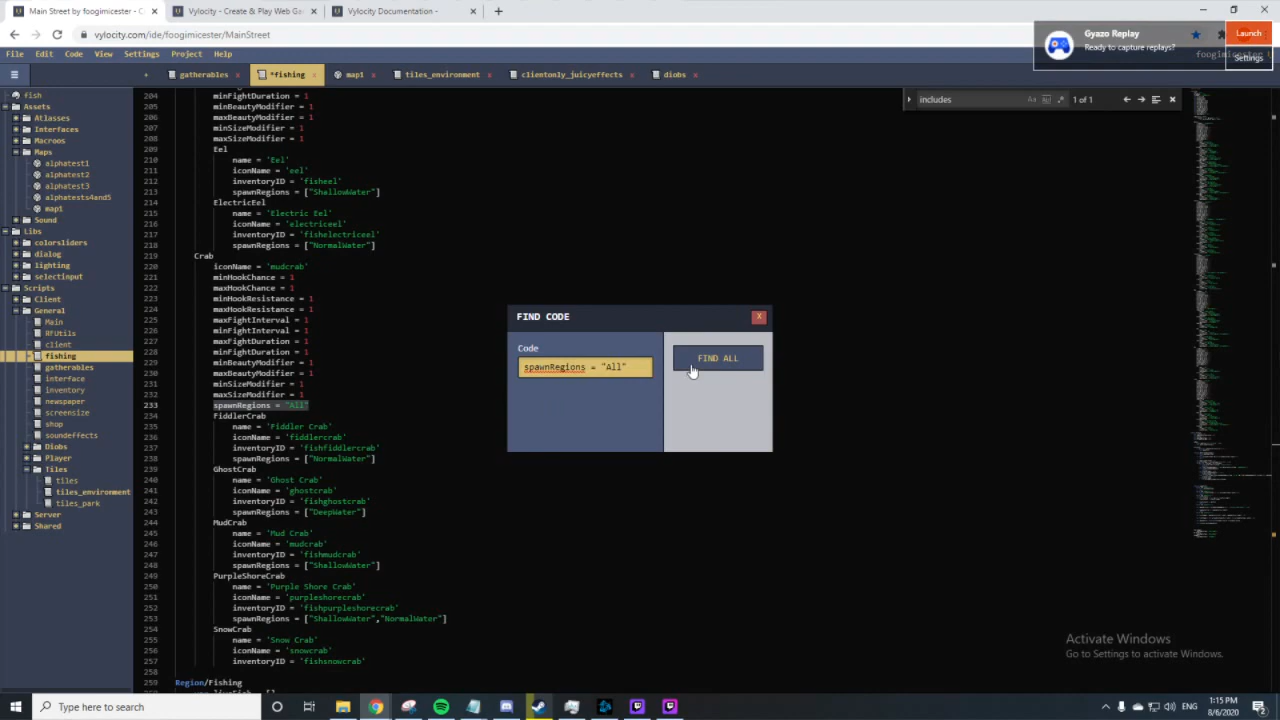 Main Street by foogimicester - C
Vylocity - Create & Play Web Ga
Vylocity Documentation -
vylocity.com/ide/foogimicester/MainStreet
Gyazo Replay
Ready to capture replays?
Launch
Settings
File Edit Code View Settings Project Help
gatherables
*fishing
map1
tiles_environment
clientonly_juicyeffects
diobs
includes
1 of 1
fish
Assets
Atlasses
Interfaces
Macroos
Maps
alphatest1
alphatest2
alphatest3
alphatests4and5
map1
Sound
Libs
colorsliders
dialog
lighting
selectinput
Scripts
Client
General
Main
RFUtils
client
fishing
gatherables
interface
inventory
newspaper
screensize
shop
soundeffects
Diobs
Player
Tiles
tiles
tiles_environment
tiles_park
Server
Shared
204 minFightDuration = 1
205 minBeautyModifier = 1
206 maxBeautyModifier = 1
207 minSizeModifier = 1
208 maxSizeModifier = 1
209 Eel
210 name = 'Eel'
211 iconName = 'eel'
212 inventoryID = 'fisheel'
213 spawnRegions = ["ShallowWater"]
214 ElectricEel
215 name = 'Electric Eel'
216 iconName = 'electriceel'
217 inventoryID = 'fishelectriceel'
218 spawnRegions = ["NormalWater"]
219 Crab
220 iconName = 'mudcrab'
221 minHookChance = 1
222 maxHookChance = 1
223 minHookResistance = 1
224 maxHookResistance = 1
225 maxFightInterval = 1
226 minFightInterval = 1
227 maxFightDuration = 1
228 minFightDuration = 1
229 minBeautyModifier = 1
230 maxBeautyModifier = 1
231 minSizeModifier = 1
232 maxSizeModifier = 1
233 spawnRegions = "All"
234 FiddlerCrab
235 name = 'Fiddler Crab'
236 iconName = 'fiddlercrab'
237 inventoryID = 'fishfiddlercrab'
238 spawnRegions = ["NormalWater"]
239 GhostCrab
240 name = 'Ghost Crab'
241 iconName = 'ghostcrab'
242 inventoryID = 'fishghostcrab'
243 spawnRegions = ["DeepWater"]
244 MudCrab
245 name = 'Mud Crab'
246 iconName = 'mudcrab'
247 inventoryID = 'fishmudcrab'
248 spawnRegions = ["ShallowWater"]
249 PurpleShoreCrab
250 name = 'Purple Shore Crab'
251 iconName = 'purpleshorecrab'
252 inventoryID = 'fishpurpleshorecrab'
253 spawnRegions = ["ShallowWater","NormalWater"]
254 SnowCrab
255 name = 'Snow Crab'
256 iconName = 'snowcrab'
257 inventoryID = 'fishsnowcrab'
258
259 Region/Fishing
FIND CODE
X
Code
spawnRegions = "All"
FIND ALL
Activate Windows
Go to Settings to activate Windows.
Type here to search
ENG
1:15 PM
8/6/2020
2